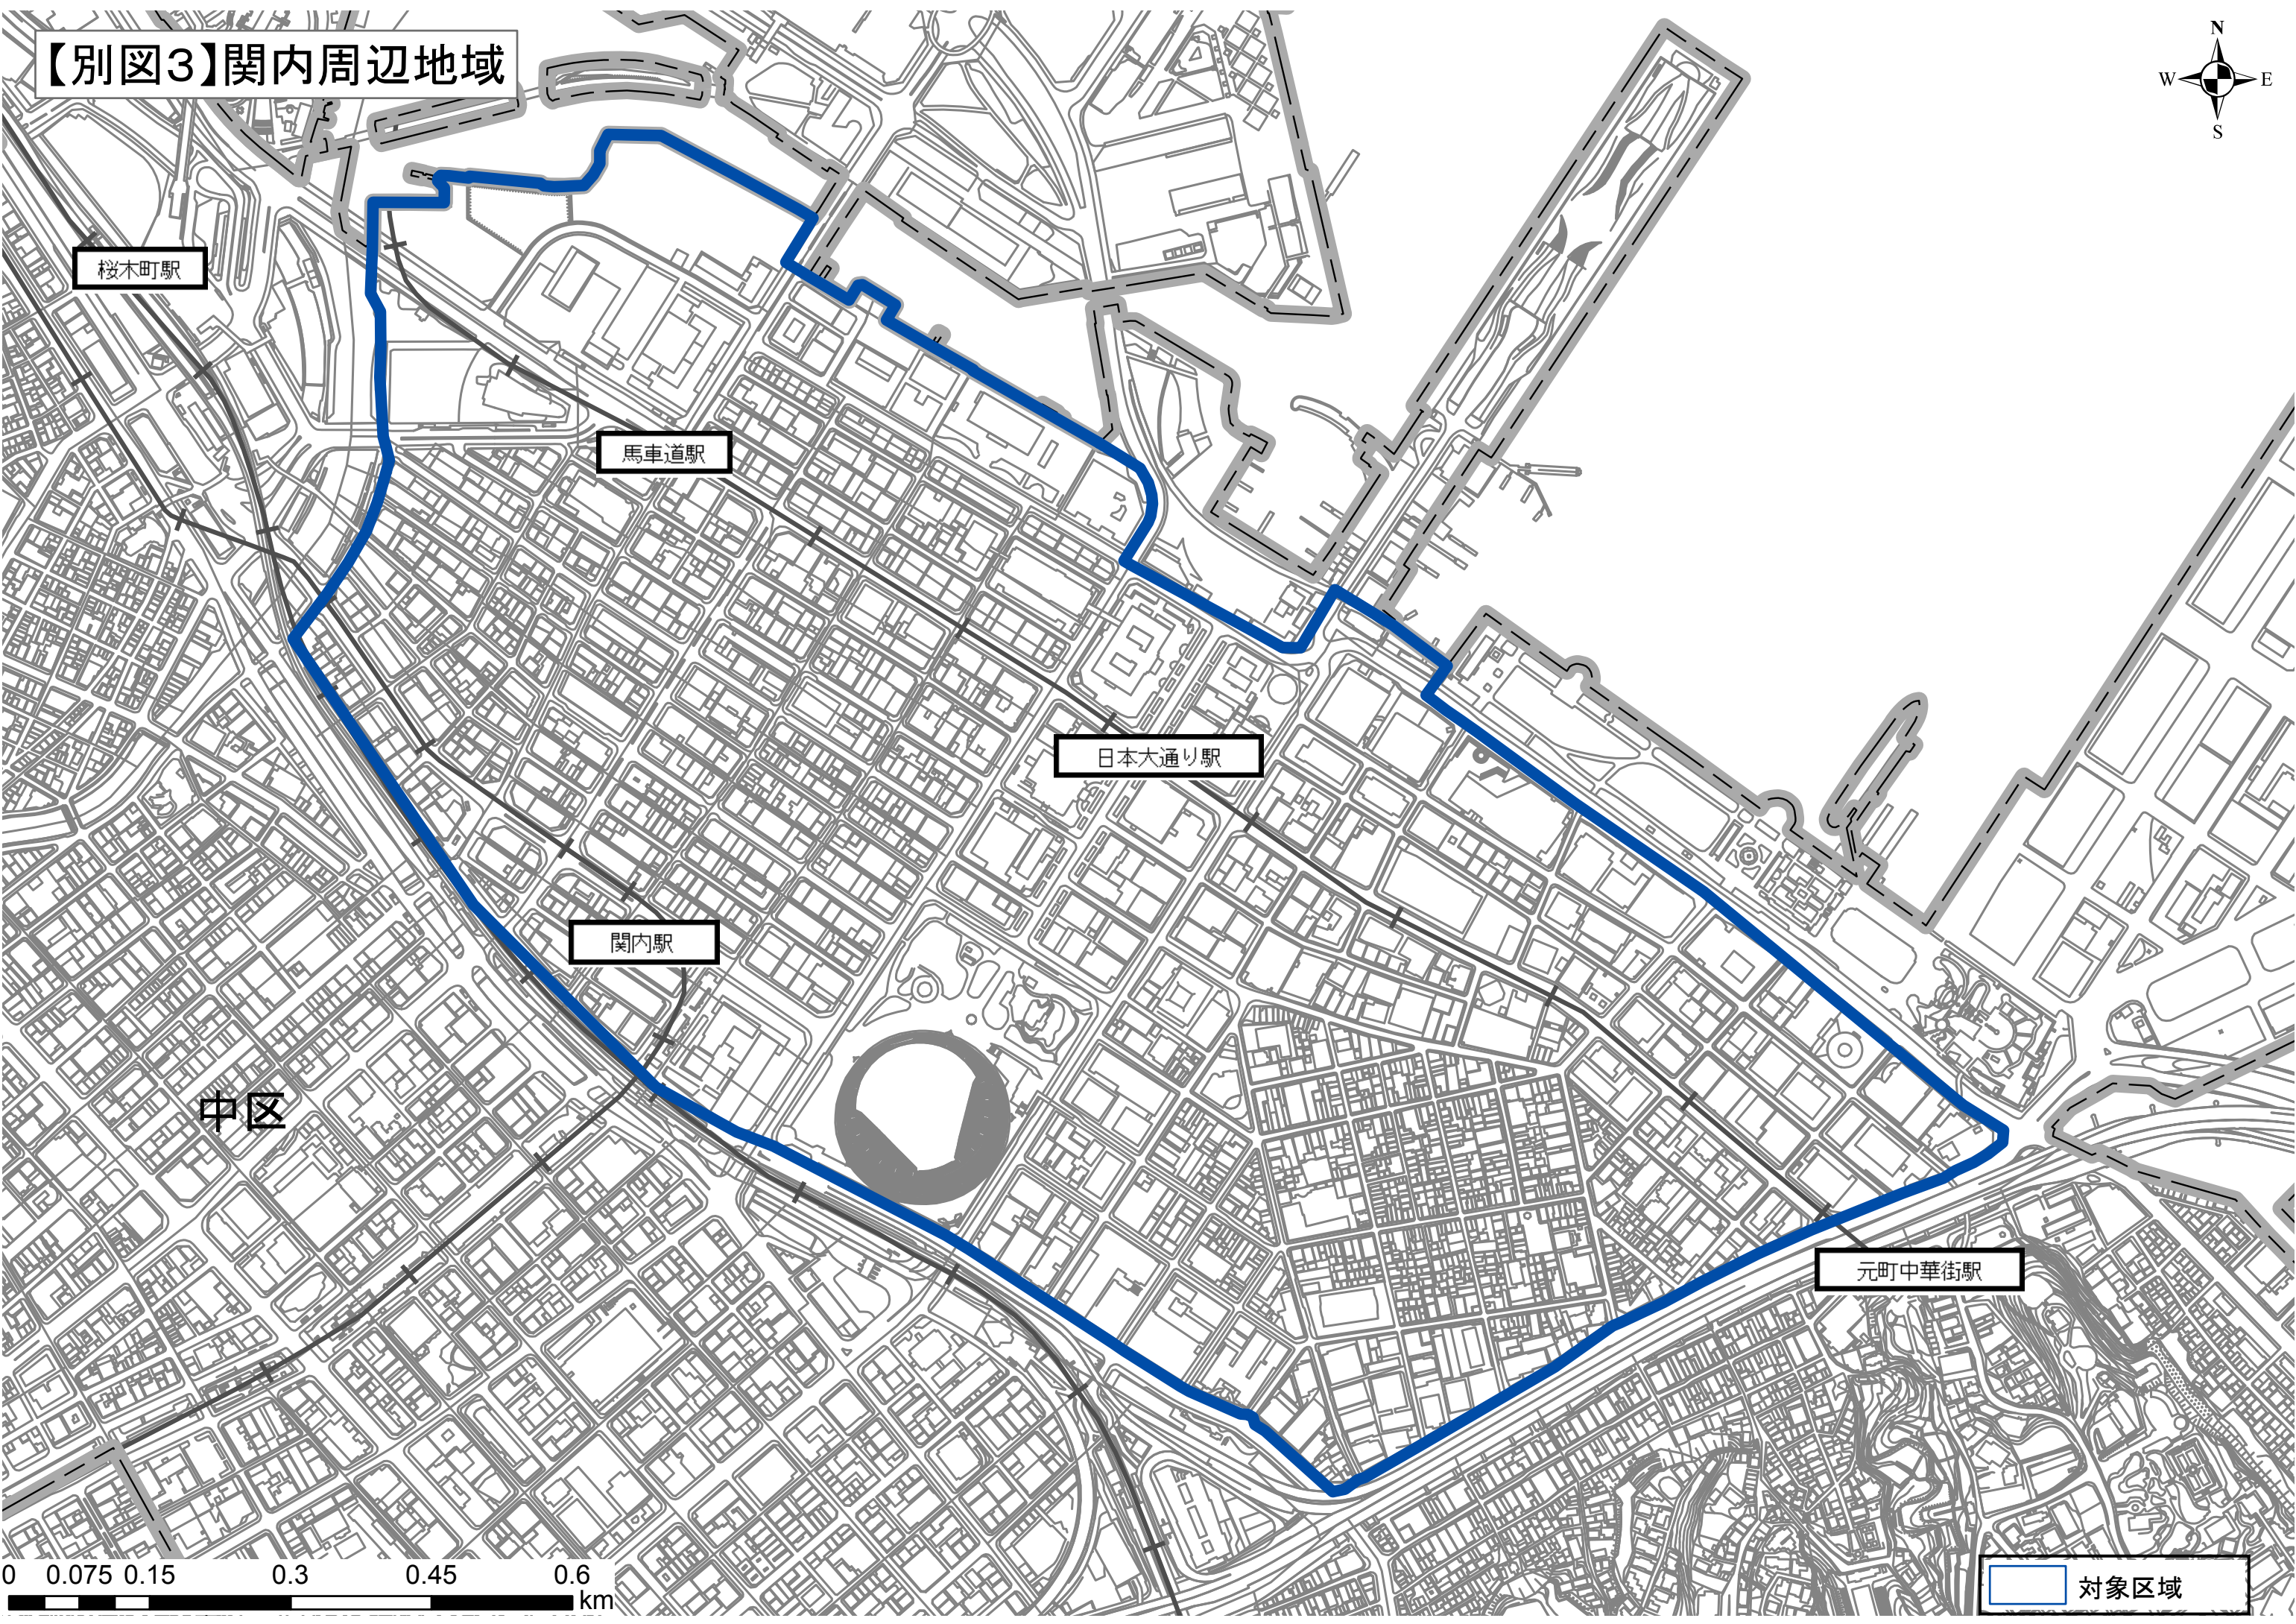 【別図3】関内周辺地域
N
W E
S
桜木町駅
馬車道駅
日本大通り駅
関内駅
中区
元町中華街駅
0 0.075 0.15 0.3 0.45 0.6
km
対象区域